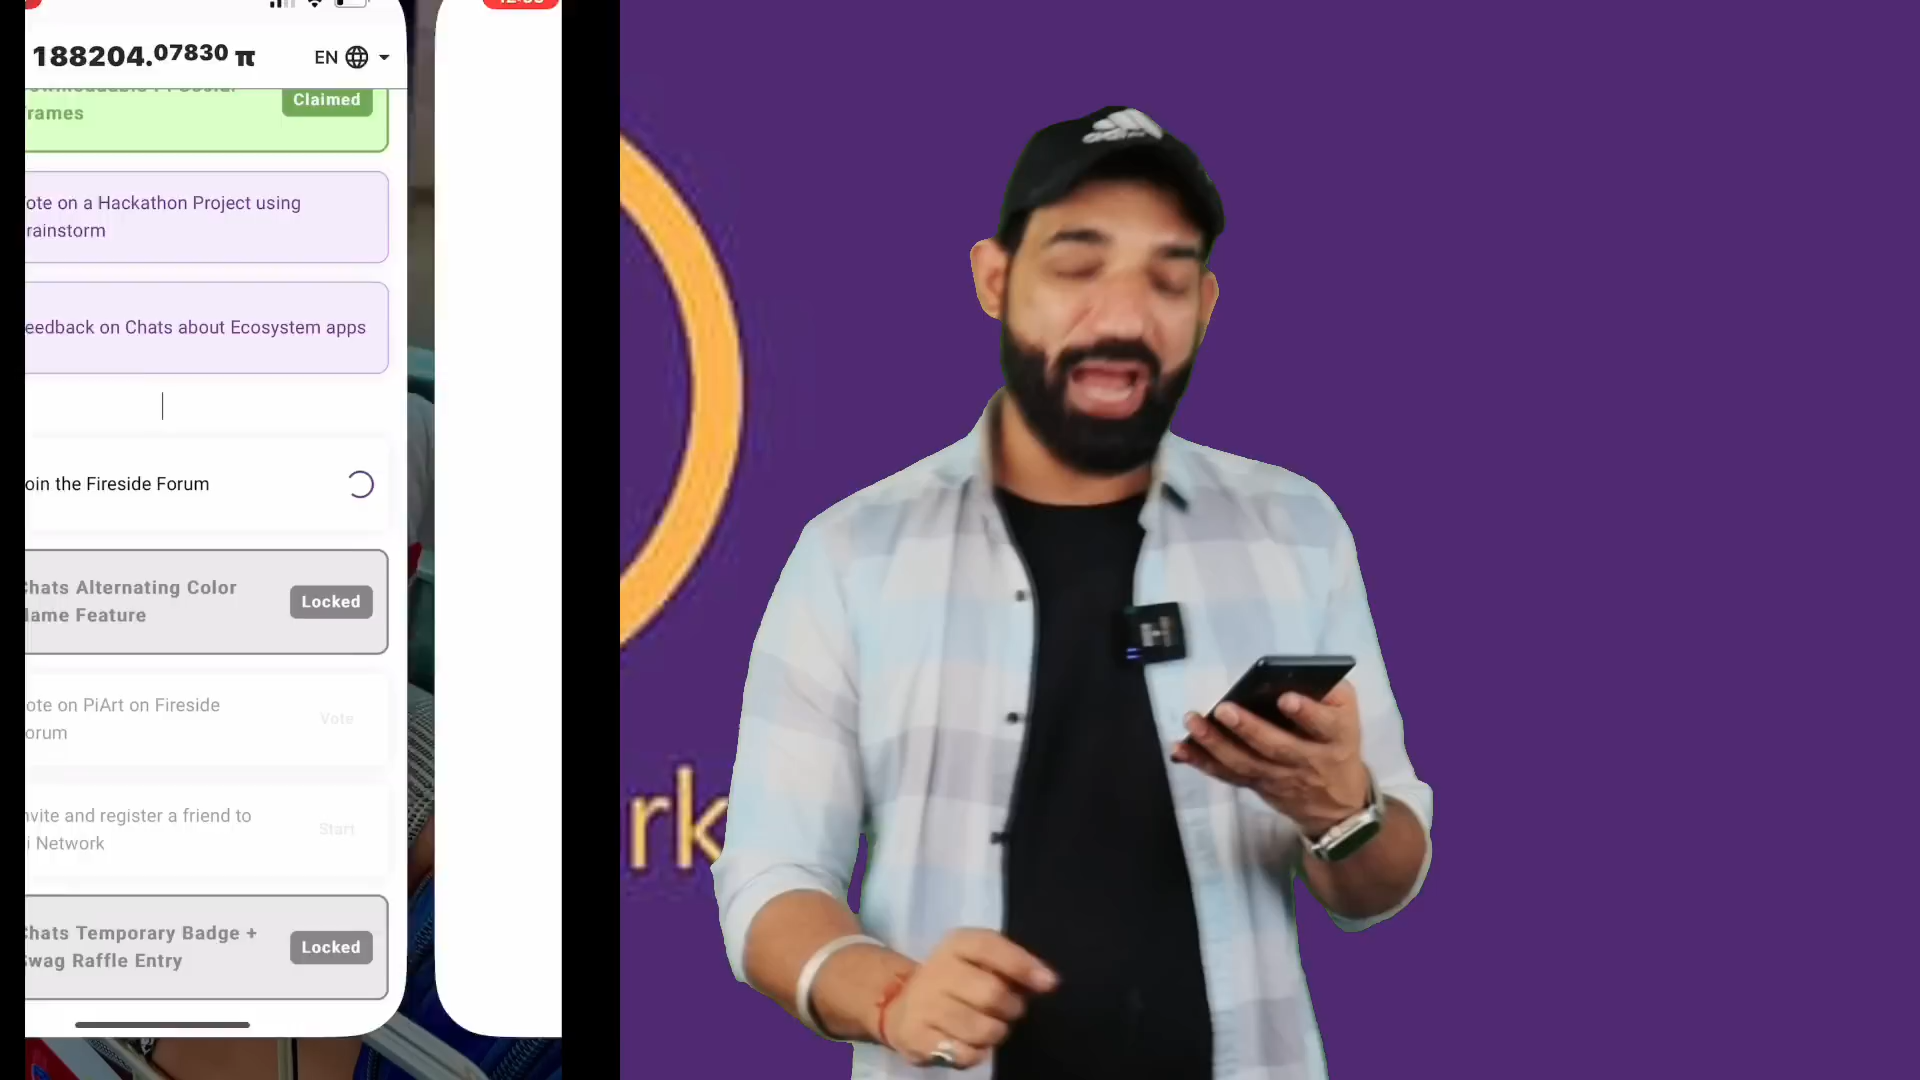 188204.07830 π
EN
rames
Claimed
ote on a Hackathon Project using
rainstorm
eedback on Chats about Ecosystem apps
oin the Fireside Forum
hats Alternating Color
ame Feature
Locked
ote on PiArt on Fireside
orum
Vote
nvite and register a friend to
i Network
Start
hats Temporary Badge +
wag Raffle Entry
Locked
rk